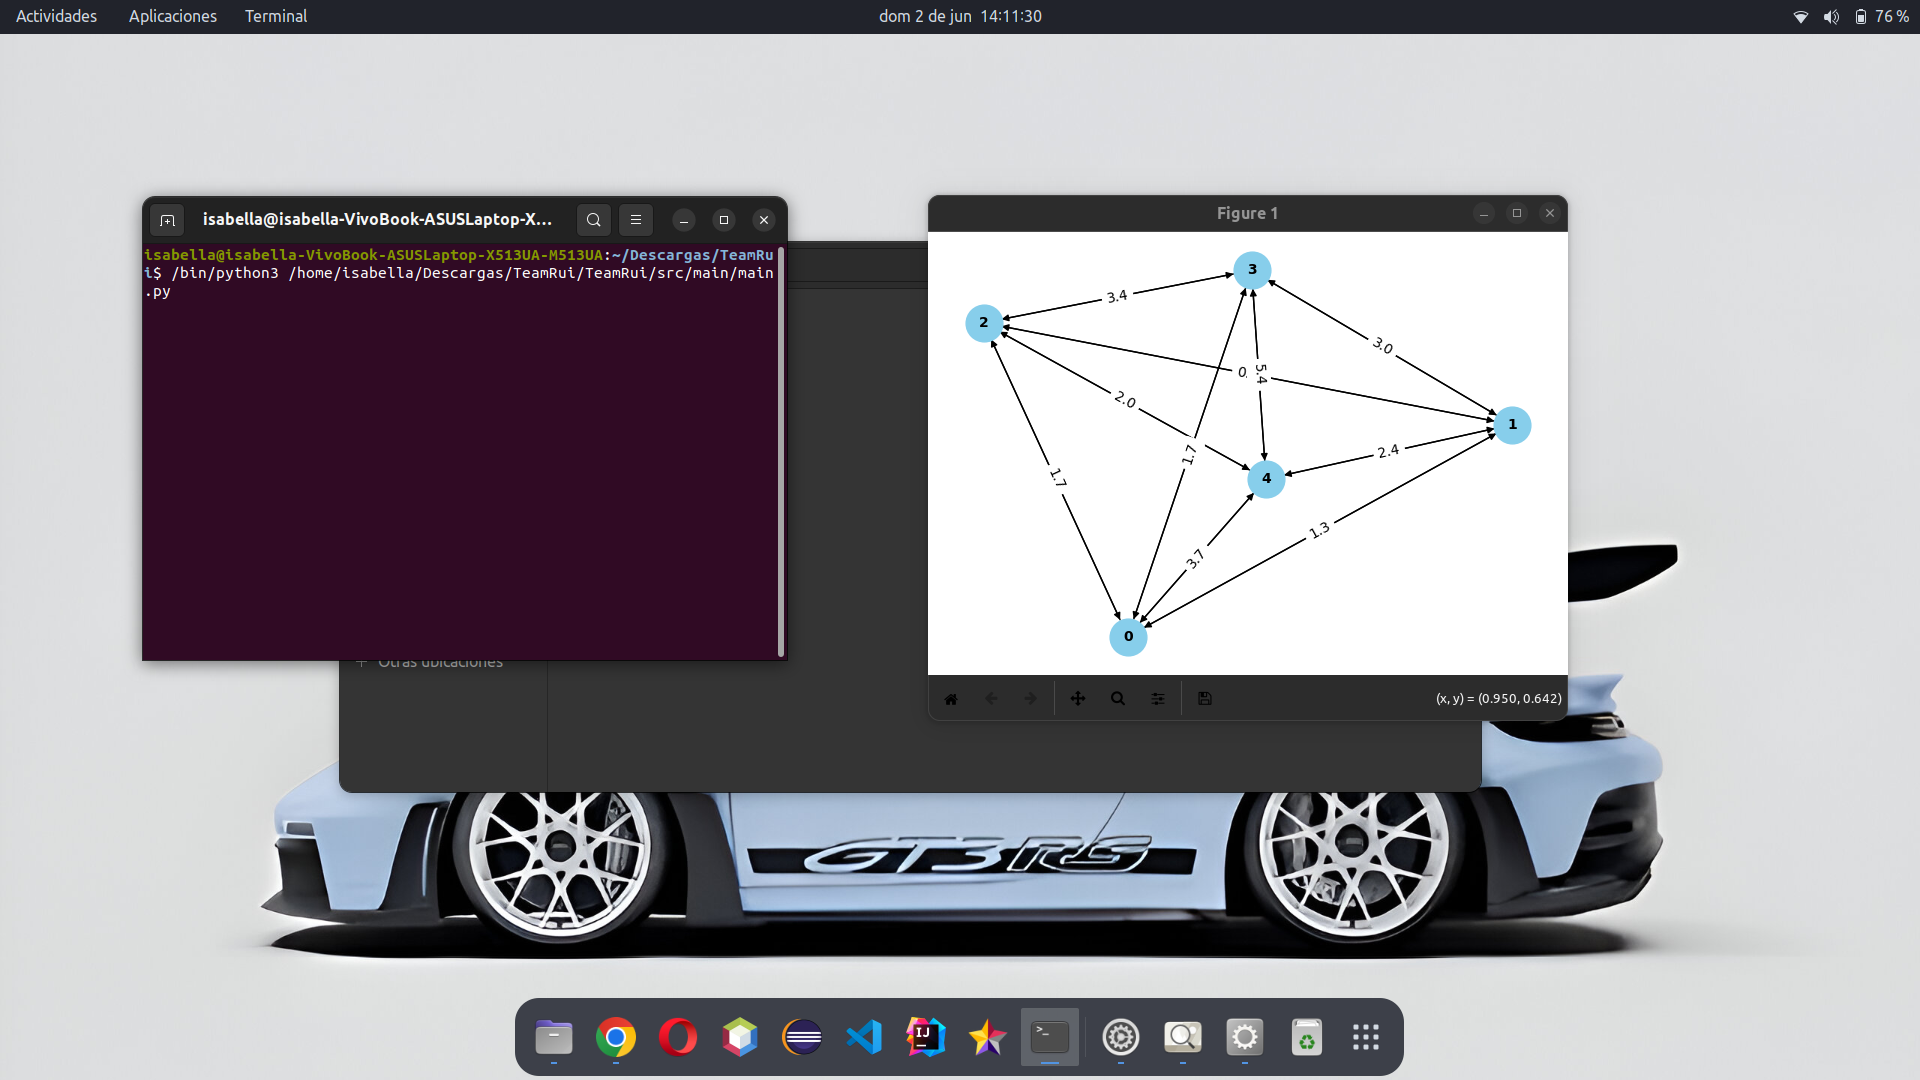 Actividades Aplicaciones Terminal dom 2 de jun 14:11:30 76 %
isabella@isabella-VivoBook-ASUSLaptop-X...
isabella@isabella-VivoBook-ASUSLaptop-X513UA-M513UA:~/Descargas/TeamRu
i$ /bin/python3 /home/isabella/Descargas/TeamRui/TeamRui/src/main/main
.py
Otras ubicaciones
Figure 1
3
3.4
2
3.0
0.
5.4
2.0
1
1.7
2.4
4
1.7
1.3
3.7
0
(x, y) = (0.950, 0.642)
GT3RS
IJ
>_